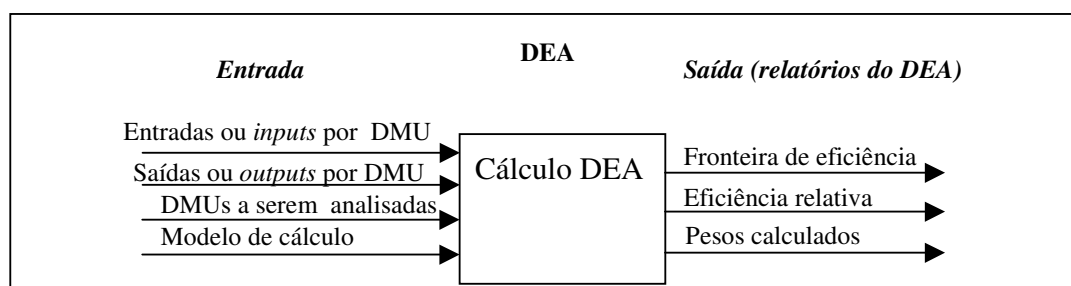 DEA
Entrada
Saída (relatórios do DEA)
Entradas ou inputs por DMU
Saídas ou outputs por DMU
DMUs a serem analisadas
Modelo de cálculo
Cálculo DEA
Fronteira de eficiência
Eficiência relativa
Pesos calculados